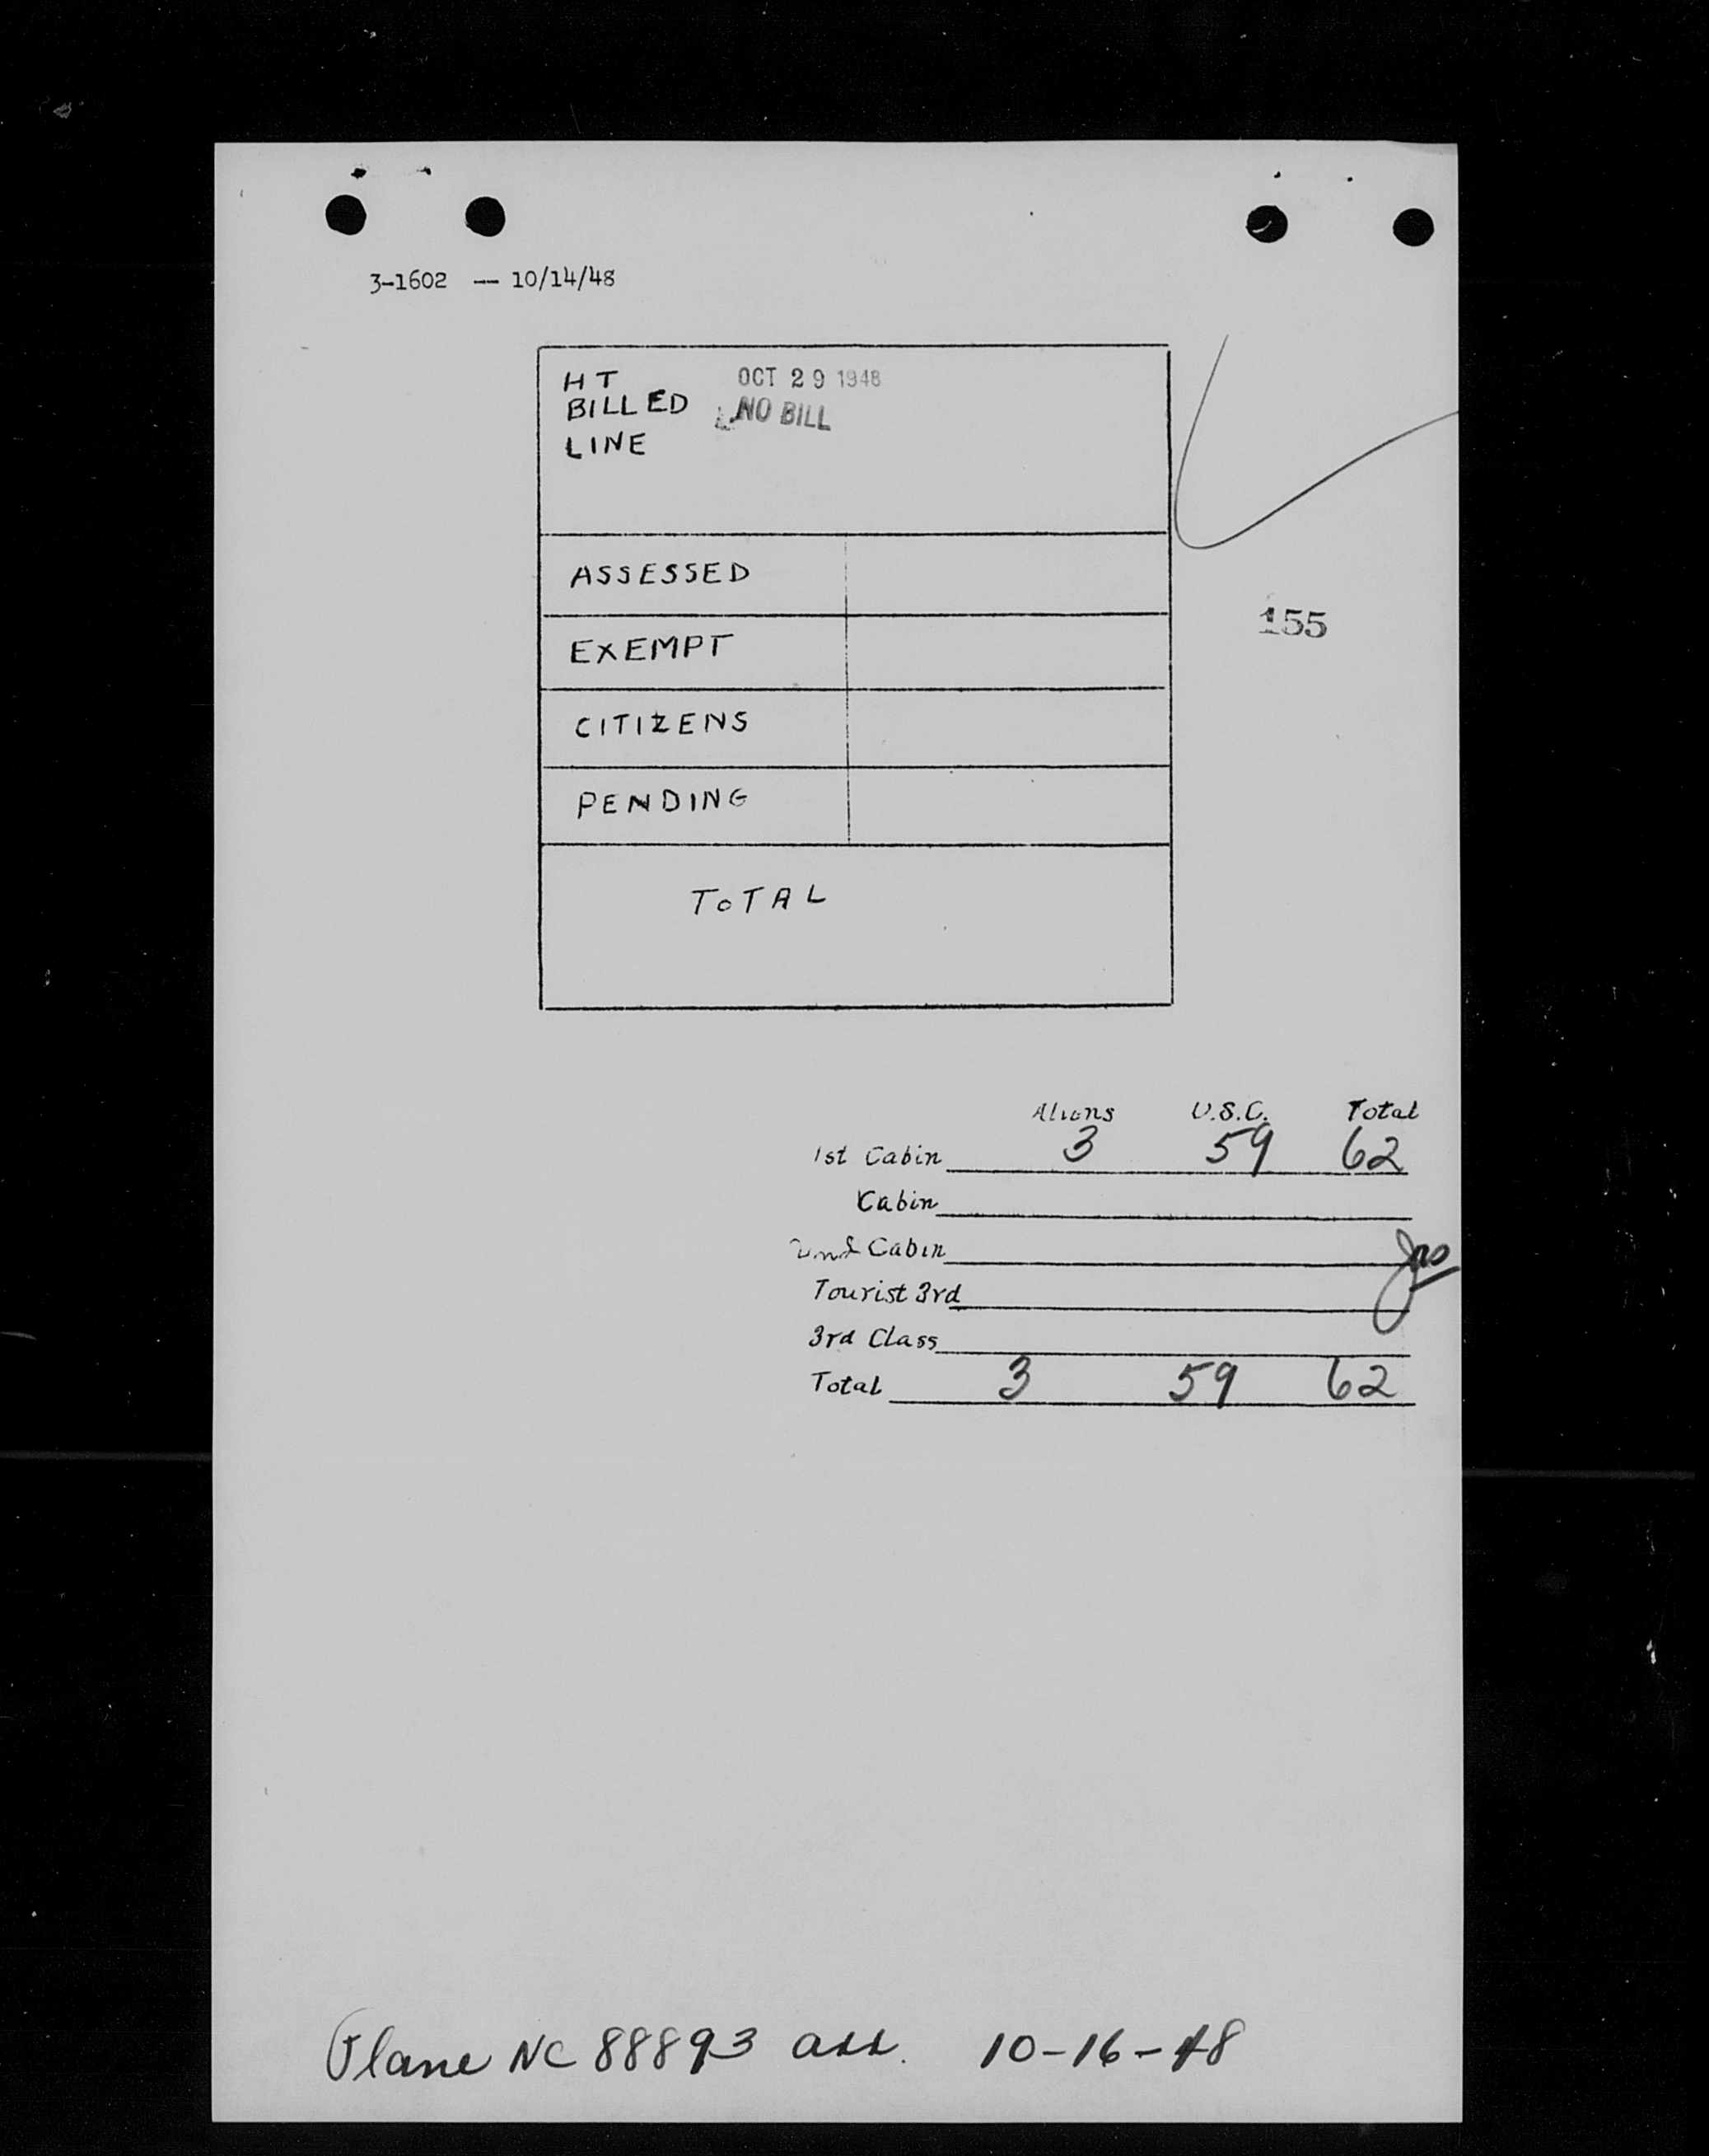 3-1602 -- 10/14/48
HT OCT 29 1948
BILLED NO BILL
LINE
ASSESSED
155
EXEMPT
CITIZENS
PENDING
TOTAL
Aliens U.S.C. Total
1st Cabin 3 59 62
Cabin
2nd Cabin
Tourist 3rd
3rd Class
Total 3 59 62
Plane NC 88893 arr. 10-16-48